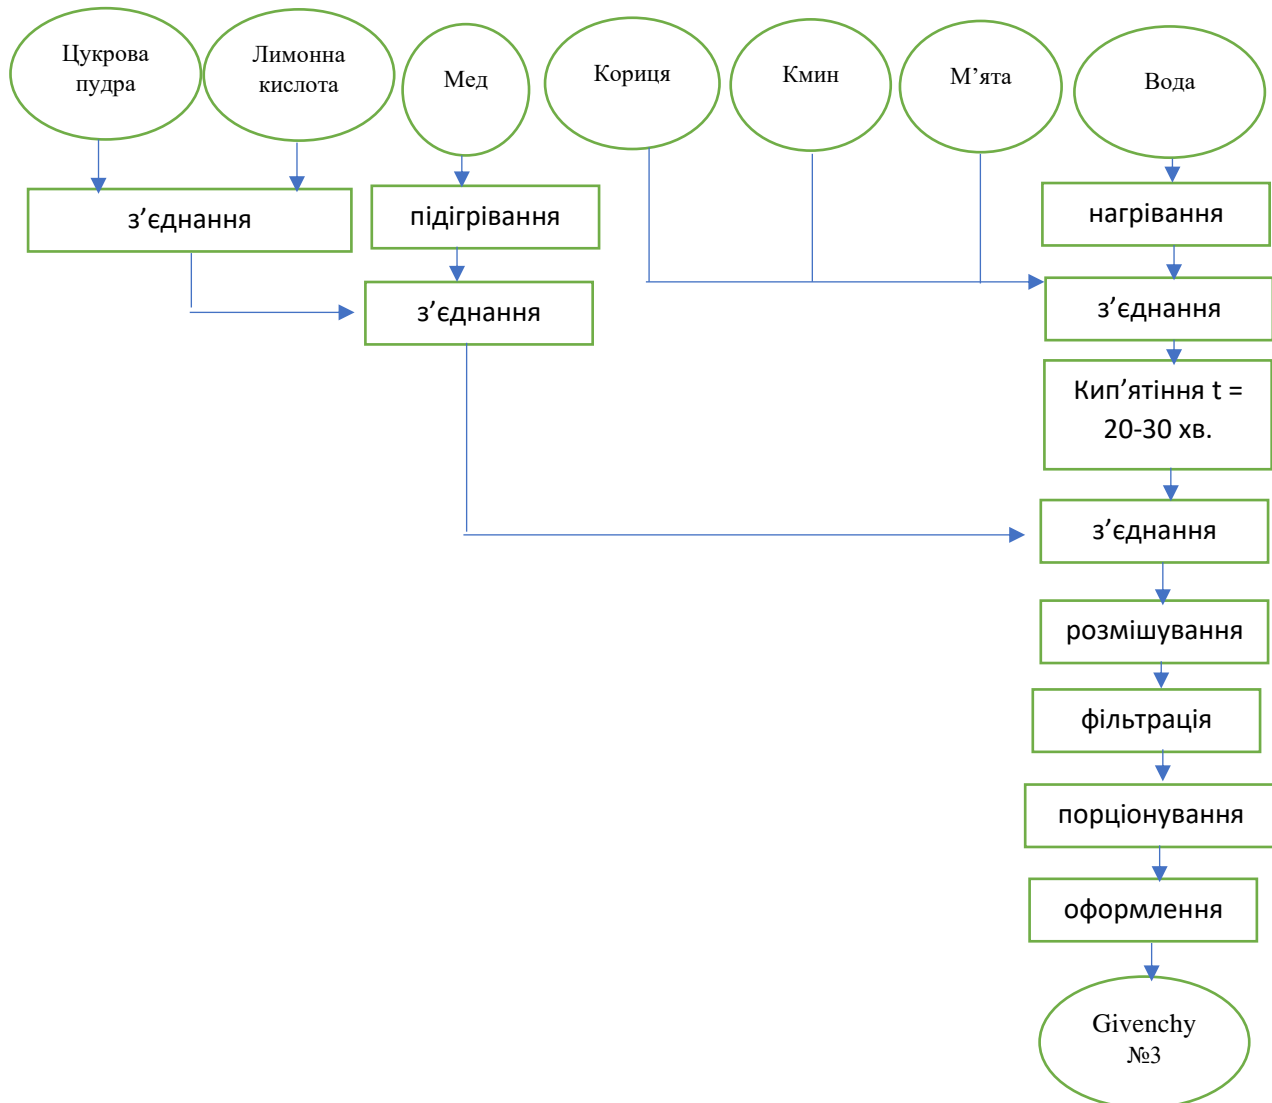 Цукрова
пудра
Лимонна
кислота
Мед
Кориця
Кмин
М’ята
Вода
з’єднання
підігрівання
нагрівання
з’єднання
з’єднання
Кип’ятіння t =
20-30 хв.
з’єднання
розмішування
фільтрація
порціонування
оформлення
Givenchy
№3